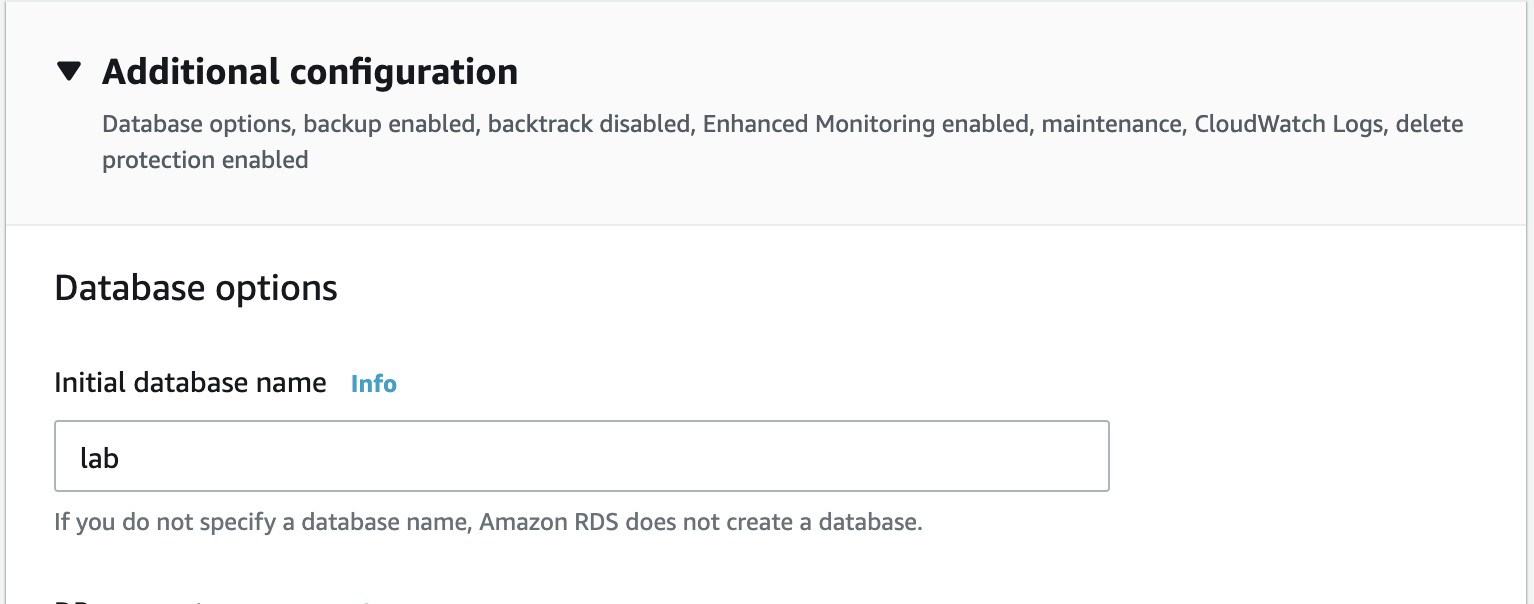 Additional configuration
Database options, backup enabled, backtrack disabled, Enhanced Monitoring enabled, maintenance, CloudWatch Logs, delete
protection enabled
Database options
Initial database name Info
lab
If you do not specify a database name, Amazon RDS does not create a database.